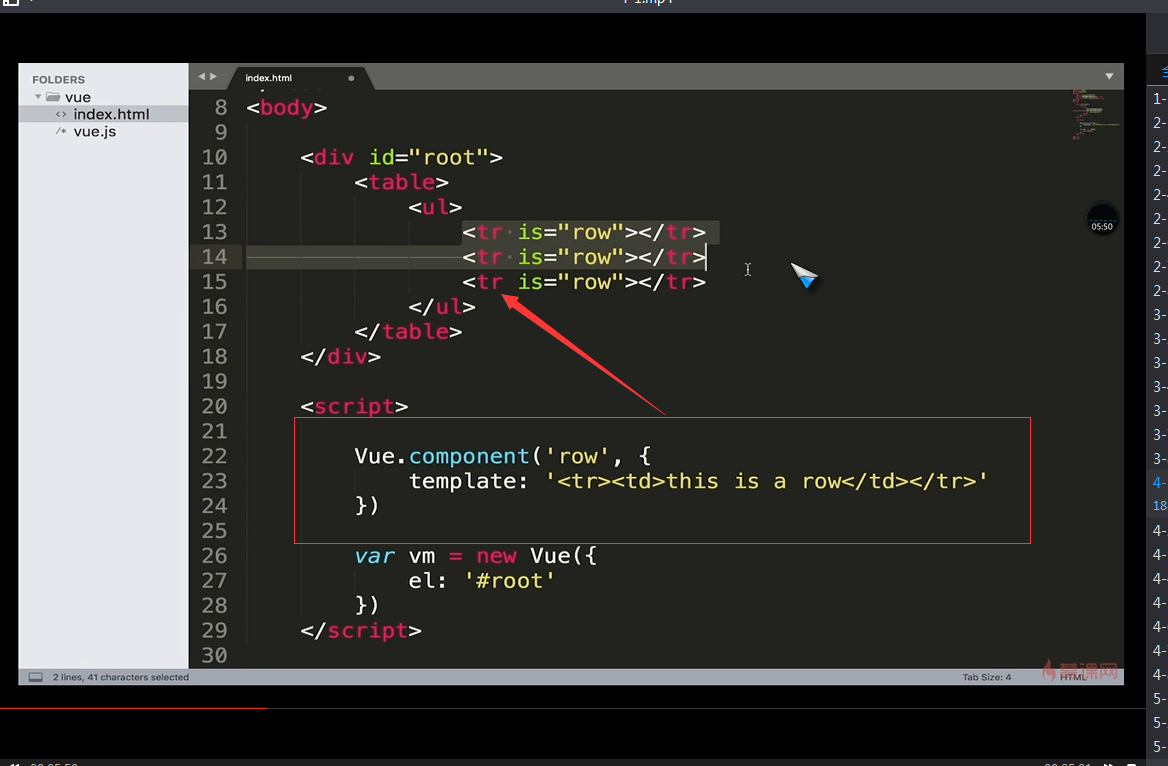 FOLDERS
vue
index.html
vue.js
index.html
8 <body>
9
10 <div id="root">
11 <table>
12 <ul>
13 <tr is="row"></tr>
14 <tr is="row"></tr>
15 <tr is="row"></tr>
16 </ul>
17 </table>
18 </div>
19
20 <script>
21
22 Vue.component('row', {
23 template: '<tr><td>this is a row</td></tr>'
24 })
25
26 var vm = new Vue({
27 el: '#root'
28 })
29 </script>
30
05:50
2 lines, 41 characters selected
Tab Size: 4
HTML
慕课网
1-
2-
2-
2-
2-
2-
2-
2-
2-
3-
3-
3-
3-
3-
3-
3-
4-
18
4-
4-
4-
4-
4-
4-
4-
5-
5-
5-